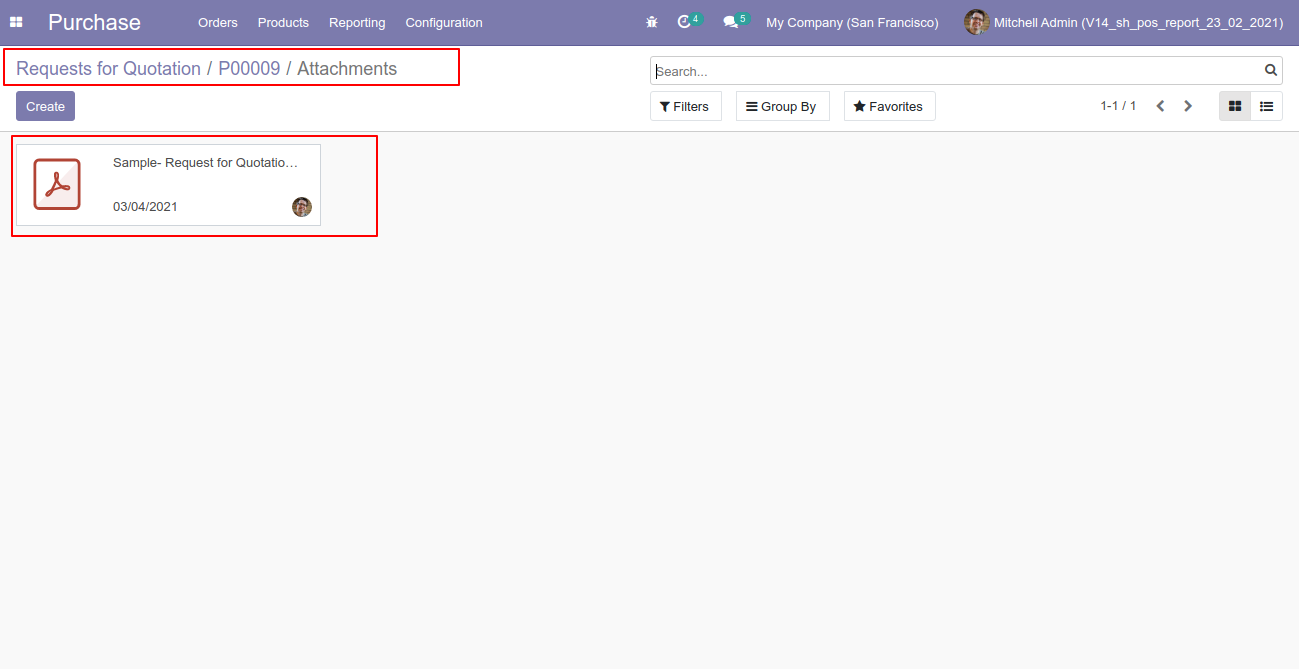 Purchase Orders Products Reporting Configuration 4 5 My Company (San Francisco) Mitchell Admin (V14_sh_pos_report_23_02_2021)
Requests for Quotation / P00009 / Attachments
Search...
Create
Filters Group By Favorites 1-1 / 1
Sample- Request for Quotatio…
03/04/2021